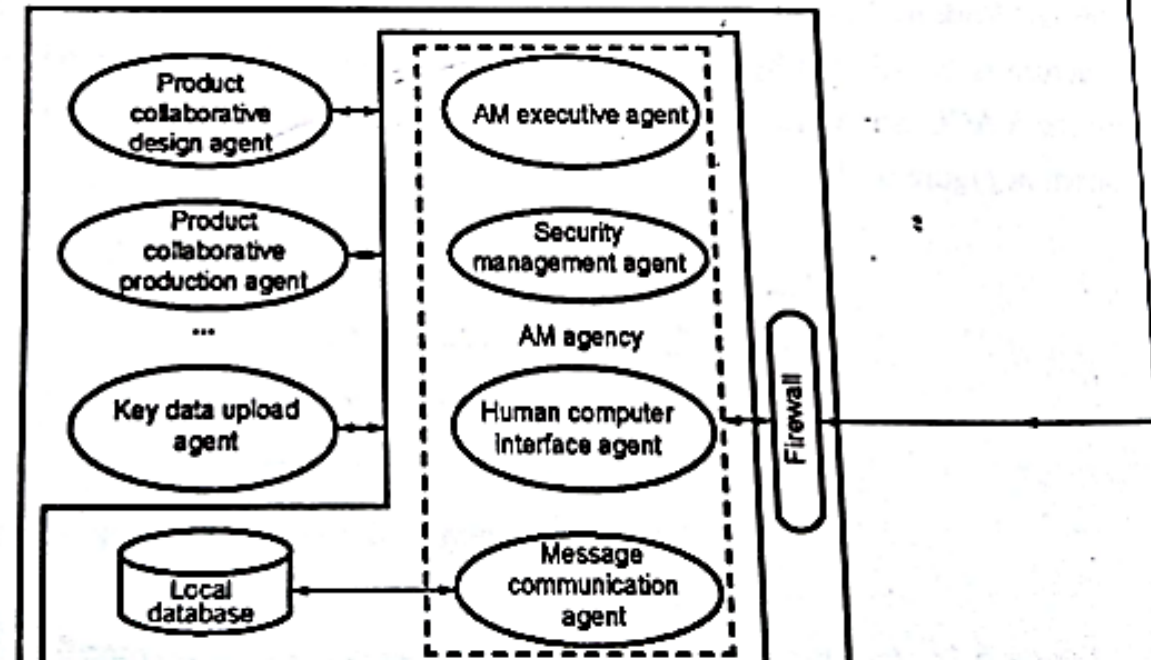 Product
collaborative
design agent
AM executive agent
Product
collaborative
production agent
Security
management agent
...
AM agency
Key data upload
agent
Human computer
interface agent
Firewall
Local
database
Message
communication
agent